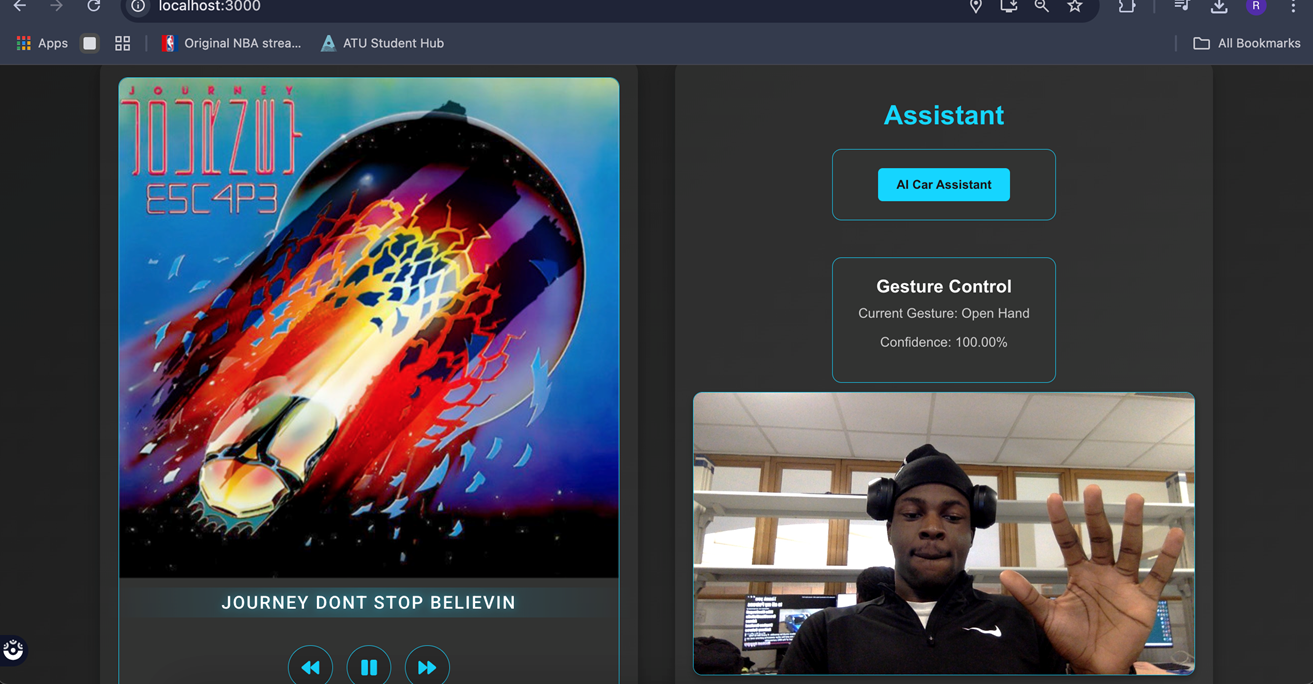 localhost:3000
R
Apps
Original NBA strea...
ATU Student Hub
All Bookmarks
JOURNEY
E5C4P3
JOURNEY DONT STOP BELIEVIN
Assistant
AI Car Assistant
Gesture Control
Current Gesture: Open Hand
Confidence: 100.00%